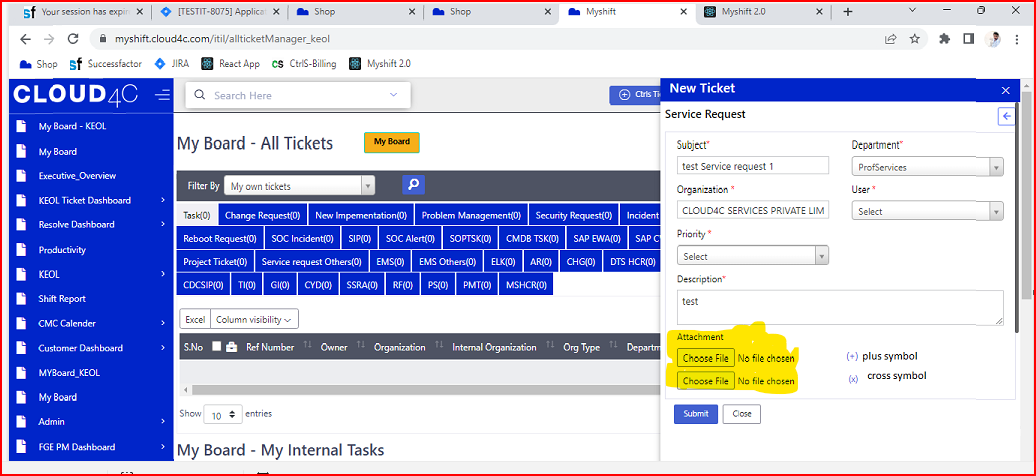 Your session has expir
[TESTIT-8075] Applicati
Shop
Shop
Myshift
Myshift 2.0
myshift.cloud4c.com/itil/allticketManager_keol
Shop
Successfactor
JIRA
React App
CtrlS-Billing
Myshift 2.0
CLOUD4C
My Board - KEOL
My Board
Executive_Overview
KEOL Ticket Dashboard
Resolve Dashboard
Productivity
KEOL
Shift Report
CMC Calender
Customer Dashboard
MYBoard_KEOL
My Board
Admin
FGE PM Dashboard
Search Here
Ctrls Ti
My Board - All Tickets
My Board
Filter By
My own tickets
Task(0) Change Request(0) New Impementation(0) Problem Management(0) Security Request(0) Incident
Reboot Request(0) SOC Incident(0) SIP(0) SOC Alert(0) SOPTSK(0) CMDB TSK(0) SAP EWA(0) SAP C
Project Ticket(0) Service request Others(0) EMS(0) EMS Others(0) ELK(0) AR(0) CHG(0) DTS HCR(0)
CDCSIP(0) TI(0) GI(0) CYD(0) SSRA(0) RF(0) PS(0) PMT(0) MSHCR(0)
Excel Column visibility
S.No Ref Number Owner Organization Internal Organization Org Type Departm
Show 10 entries
My Board - My Internal Tasks
New Ticket
Service Request
Subject*
Department*
test Service request 1
ProfServices
Organization *
User *
CLOUD4C SERVICES PRIVATE LIM
Select
Priority *
Select
Description*
test
Attachment
Choose File No file chosen
(+) plus symbol
Choose File No file chosen
(x) cross symbol
Submit Close